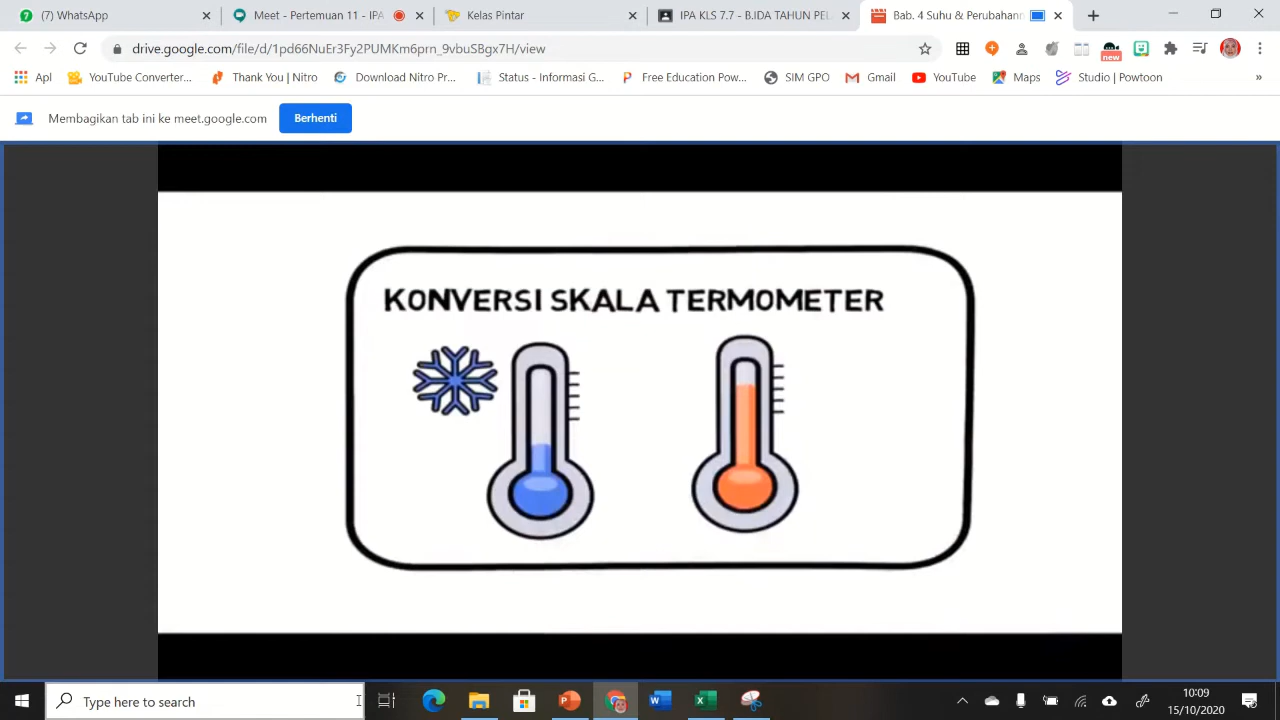 (7) WhatsApp
Meet - Pertemuan 11 - IPA
Kelas Pintar
IPA KLS 7.7 - B.IDA TAHUN PEL
Bab. 4 Suhu & Perubahann
drive.google.com/file/d/1pd66NuEr3Fy2PUMKm6prn_9vbuSBgx7H/view
new
Apl
YouTube Converter...
Thank You | Nitro
Download Nitro Pr...
Status - Informasi G...
Free Education Pow...
SIM GPO
Gmail
YouTube
Maps
Studio | Powtoon
»
Membagikan tab ini ke meet.google.com
Berhenti
KONVERSI SKALA TERMOMETER
Type here to search
10:09
15/10/2020